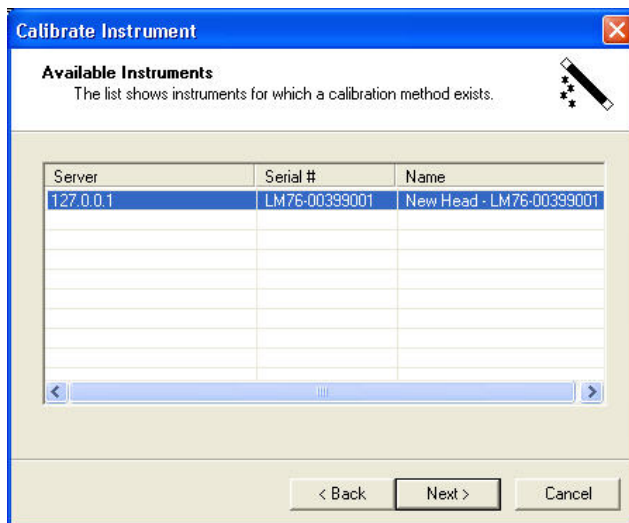 Calibrate Instrument
Available Instruments
The list shows instruments for which a calibration method exists.
Server Serial # Name
127.0.0.1 LM76-00399001 New Head - LM76-00399001
< Back Next > Cancel